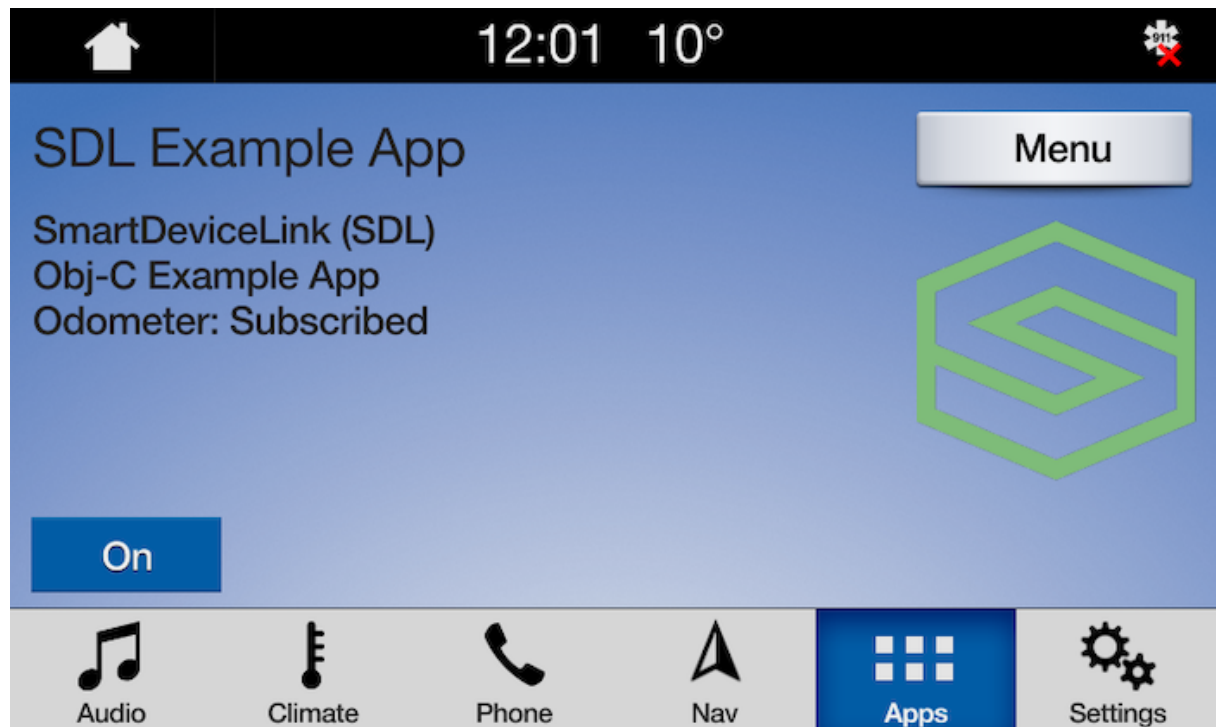 12:01 10°
911
SDL Example App
Menu
SmartDeviceLink (SDL)
Obj-C Example App
Odometer: Subscribed
On
Audio Climate Phone Nav Apps Settings